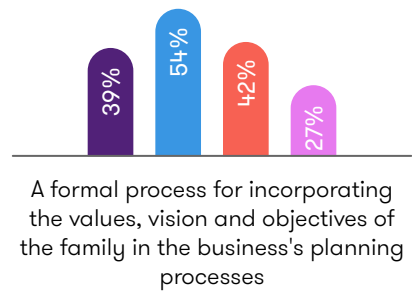 39%
54%
42%
27%
A formal process for incorporating
the values, vision and objectives of
the family in the business's planning
processes